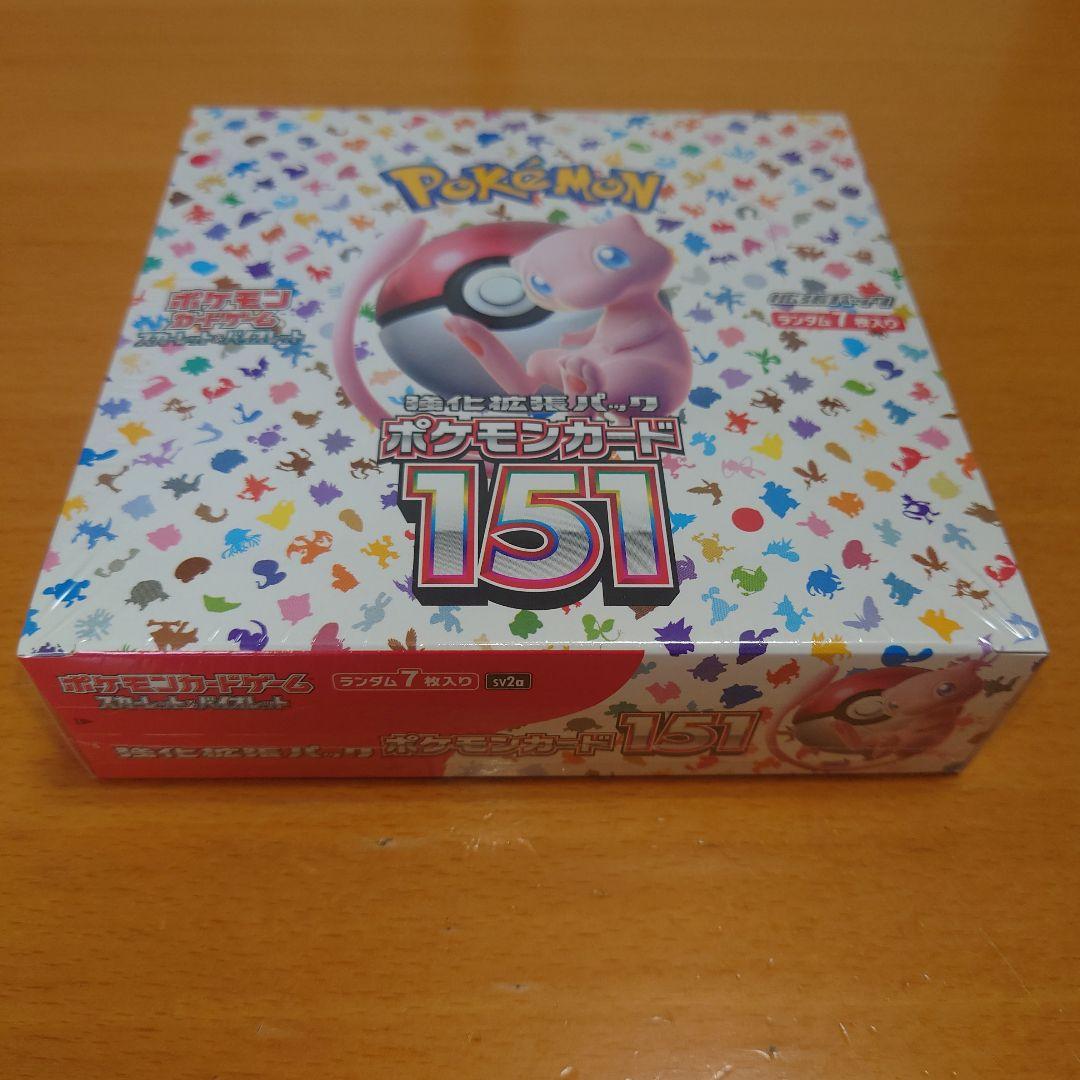 POKéMON
ポケモン
カードゲーム
スカーレット&バイオレット
拡張パック
ランダム7枚入り
強化拡張パック
ポケモンカード
151
ポケモンカードゲーム
スカーレット&バイオレット
ランダム7枚入り sv2a
強化拡張パック ポケモンカード151